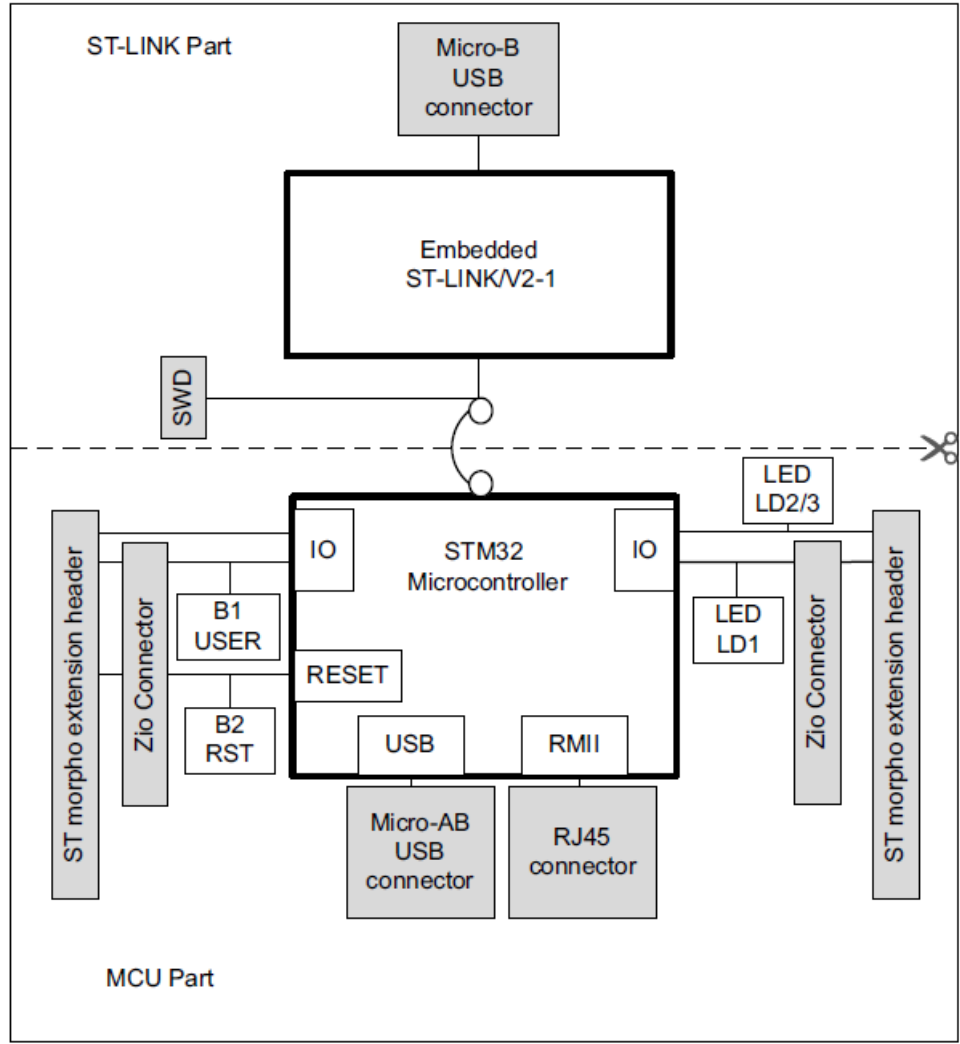 ST-LINK Part
Micro-B
USB
connector
Embedded
ST-LINK/V2-1
SWD
LED
LD2/3
IO
STM32
Microcontroller
IO
B1
USER
LED
LD1
ST morpho extension header
Zio Connector
Zio Connector
ST morpho extension header
RESET
B2
RST
USB
RMII
Micro-AB
USB
connector
RJ45
connector
MCU Part